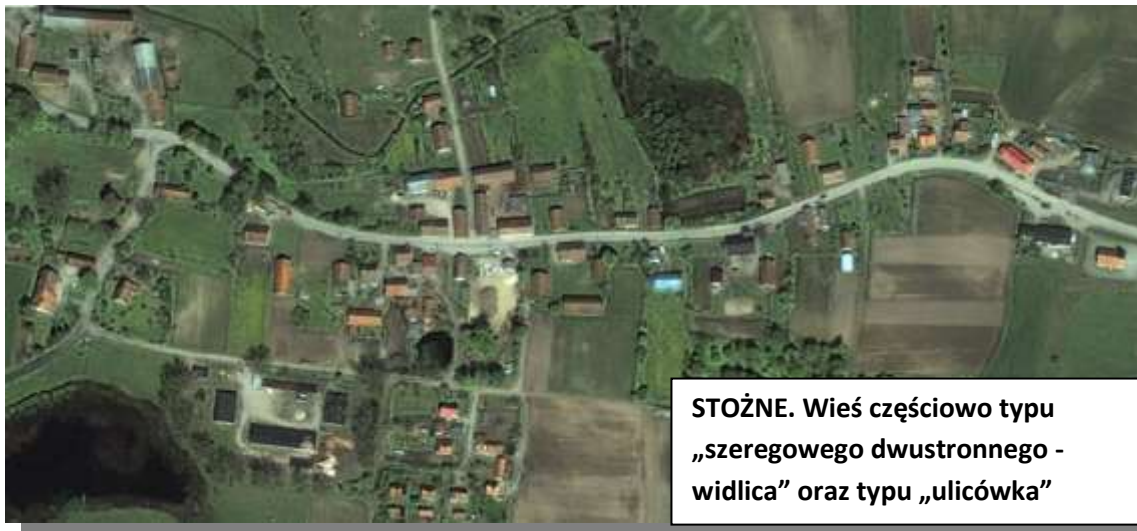 STOŻNE. Wieś częściowo typu
„szeregowego dwustronnego -
widlica” oraz typu „ulicówka”